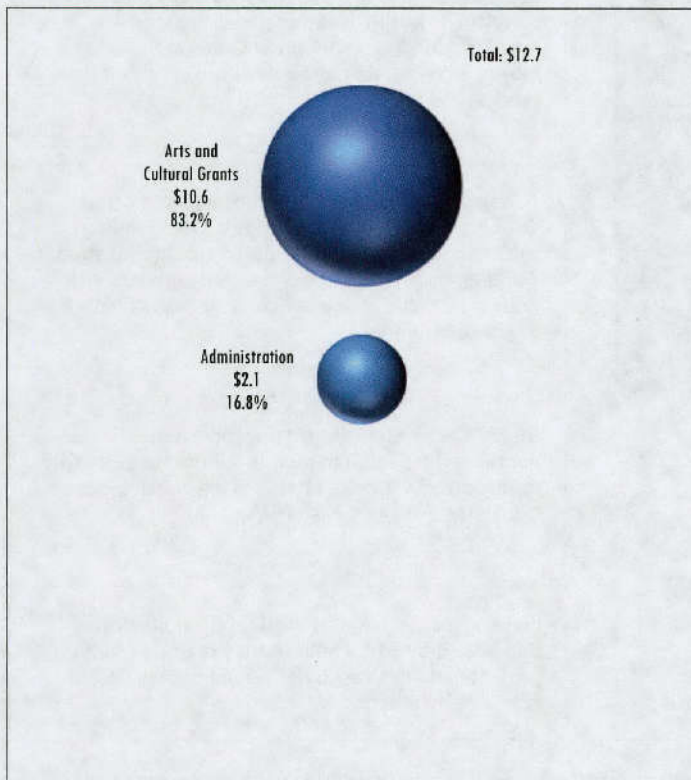 Total: $12.7
Arts and
Cultural Grants
$10.6
83.2%
Administration
$2.1
16.8%